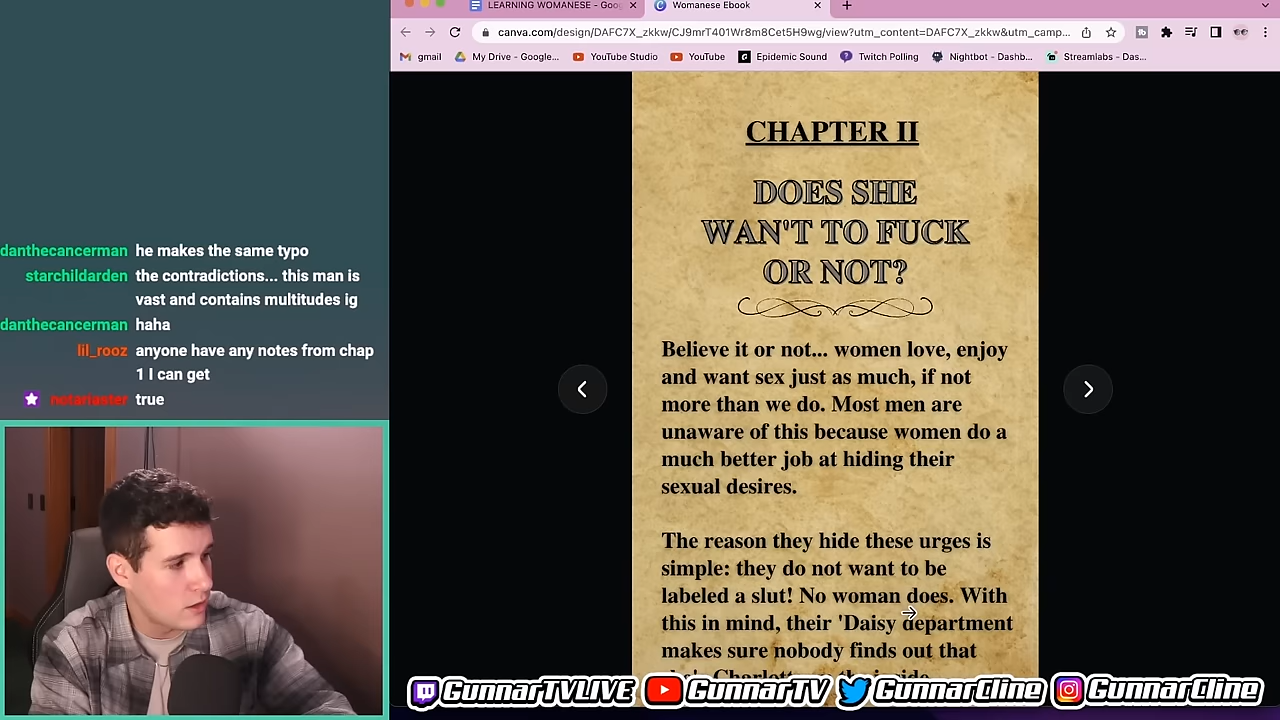 LEARNING WOMANESE - Goo
Womanese Ebook
canva.com/design/DAFC7X_zkkw/CJ9mrT401Wr8m8Cet5H9wg/view?utm_content=DAFC7X_zkkw&utm_camp...
gmail
My Drive - Google...
YouTube Studio
YouTube
Epidemic Sound
Twitch Polling
Nightbot - Dashb...
Streamlabs - Das...
danthecancerman he makes the same typo
starchildarden the contradictions... this man is
vast and contains multitudes ig
danthecancerman haha
lil_rooz anyone have any notes from chap
1 I can get
true
CHAPTER II
DOES SHE
WAN'T TO FUCK
OR NOT?
Believe it or not... women love, enjoy
and want sex just as much, if not
more than we do. Most men are
unaware of this because women do a
much better job at hiding their
sexual desires.
The reason they hide these urges is
simple: they do not want to be
labeled a slut! No woman does. With
this in mind, their 'Daisy department
makes sure nobody finds out that
GunnarTVLIVE
GunnarTV
GunnarCline
GunnarCline